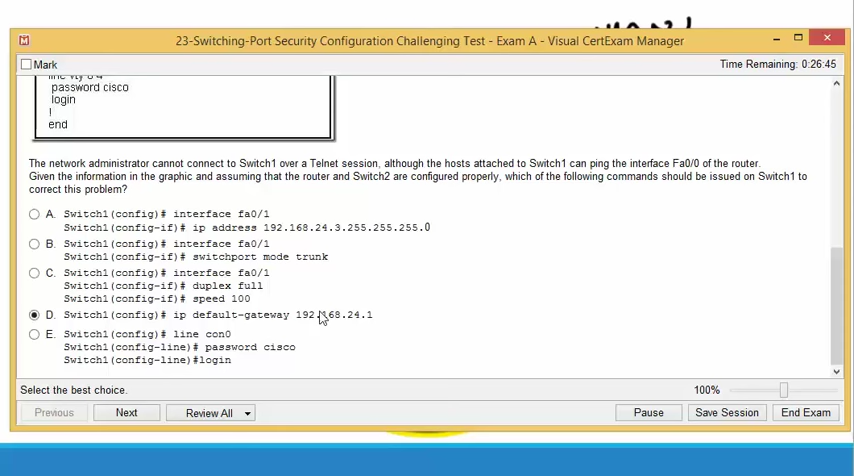 23-Switching-Port Security Configuration Challenging Test - Exam A - Visual CertExam Manager
Mark
Time Remaining: 0:26:45
password cisco
login
!
end
The network administrator cannot connect to Switch1 over a Telnet session, although the hosts attached to Switch1 can ping the interface Fa0/0 of the router.
Given the information in the graphic and assuming that the router and Switch2 are configured properly, which of the following commands should be issued on Switch1 to
correct this problem?
A. Switch1(config)# interface fa0/1
Switch1(config-if)# ip address 192.168.24.3.255.255.255.0
B. Switch1(config)# interface fa0/1
Switch1(config-if)# switchport mode trunk
C. Switch1(config)# interface fa0/1
Switch1(config-if)# duplex full
Switch1(config-if)# speed 100
D. Switch1(config)# ip default-gateway 192.168.24.1
E. Switch1(config)# line con0
Switch1(config-line)# password cisco
Switch1(config-line)#login
Select the best choice.
100%
Previous
Next
Review All
Pause
Save Session
End Exam